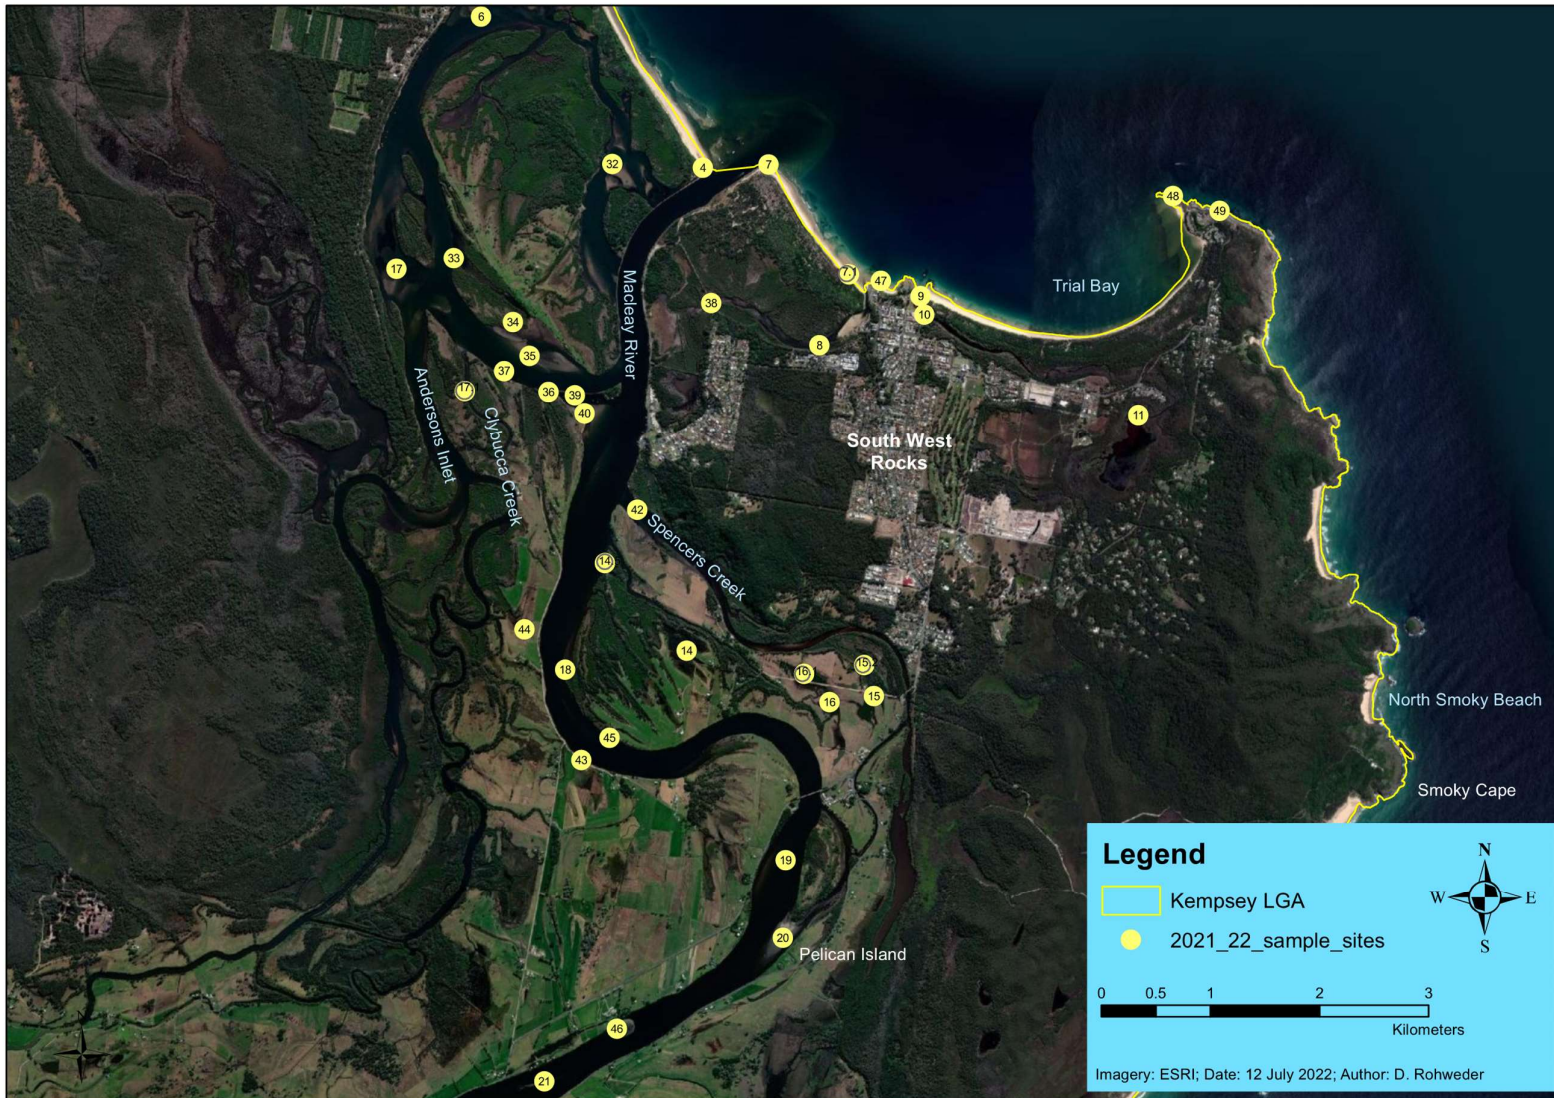 6
32
4
7
48
49
33
17
7.1
47
Trial Bay
9
38
10
34
8
35
37
Macleay River
17
36
39
40
11
Andersons Inlet
Clybucca Creek
South West
Rocks
42
Spencers Creek
14
44
14
18
16
15
15
16
North Smoky Beach
45
43
Smoky Cape
19
20
Pelican Island
46
21
N
Legend
N
W
E
S
Kempsey LGA
2021_22_sample_sites
0 0.5 1 2 3
Kilometers
Imagery: ESRI; Date: 12 July 2022; Author: D. Rohweder